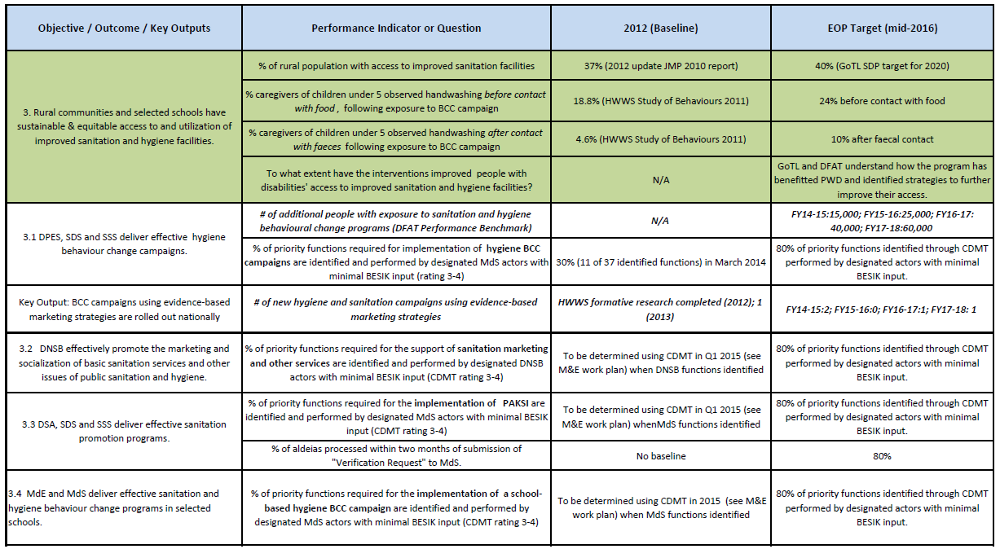 Objective / Outcome / Key Outputs
Performance Indicator or Question
2012 (Baseline)
EOP Target (mid-2016)
3. Rural communities and selected schools have
sustainable & equitable access to and utilization of
improved sanitation and hygiene facilities.
% of rural population with access to improved sanitation facilities
37% (2012 update JMP 2010 report)
40% (GoTL SDP target for 2020)
% caregivers of children under 5 observed handwashing before contact
with food , following exposure to BCC campaign
18.8% (HWWS Study of Behaviours 2011)
24% before contact with food
% caregivers of children under 5 observed handwashing after contact
with faeces following exposure to BCC campaign
4.6% (HWWS Study of Behaviours 2011)
10% after faecal contact
To what extent have the interventions improved people with
disabilities' access to improved sanitation and hygiene facilities?
N/A
GoTL and DFAT understand how the program has
benefitted PWD and identified strategies to further
improve their access.
3.1 DPES, SDS and SSS deliver effective hygiene
behaviour change campaigns.
# of additional people with exposure to sanitation and hygiene
behavioural change programs (DFAT Performance Benchmark)
N/A
FY14-15:15,000; FY15-16:25,000; FY16-17:
40,000; FY17-18:60,000
% of priority functions required for implementation of hygiene BCC
campaigns are identified and performed by designated MdS actors with
minimal BESIK input (rating 3-4)
30% (11 of 37 identified functions) in March 2014
80% of priority functions identified through CDMT
performed by designated actors with minimal
BESIK input.
Key Output: BCC campaigns using evidence-based
marketing strategies are rolled out nationally
# of new hygiene and sanitation campaigns using evidence-based
marketing strategies
HWWS formative research completed (2012); 1
(2013)
FY14-15:2; FY15-16:0; FY16-17:1; FY17-18: 1
3.2 DNSB effectively promote the marketing and
socialization of basic sanitation services and other
issues of public sanitation and hygiene.
% of priority functions required for the support of sanitation marketing
and other services are identified and performed by designated DNSB
actors with minimal BESIK input (CDMT rating 3-4)
To be determined using CDMT in Q1 2015 (see
M&E work plan) when DNSB functions identified
80% of priority functions identified through CDMT
performed by designated actors with minimal
BESIK input.
3.3 DSA, SDS and SSS deliver effective sanitation
promotion programs.
% of priority functions required for the implementation of PAKSI are
identified and performed by designated MdS actors with minimal BESIK
input (CDMT rating 3-4)
To be determined using CDMT in Q1 2015 (see
M&E work plan) whenMdS functions identified
80% of priority functions identified through CDMT
performed by designated actors with minimal
BESIK input.
% of aldeias processed within two months of submission of
"Verification Request" to MdS.
No baseline
80%
3.4 MdE and MdS deliver effective sanitation and
hygiene behaviour change programs in selected
schools.
% of priority functions required for the implementation of a school-
based hygiene BCC campaign are identified and performed by
designated MdS actors with minimal BESIK input (CDMT rating 3-4)
To be determined using CDMT in 2015 (see M&E
work plan) when MdS functions identified
80% of priority functions identified through CDMT
performed by designated actors with minimal
BESIK input.